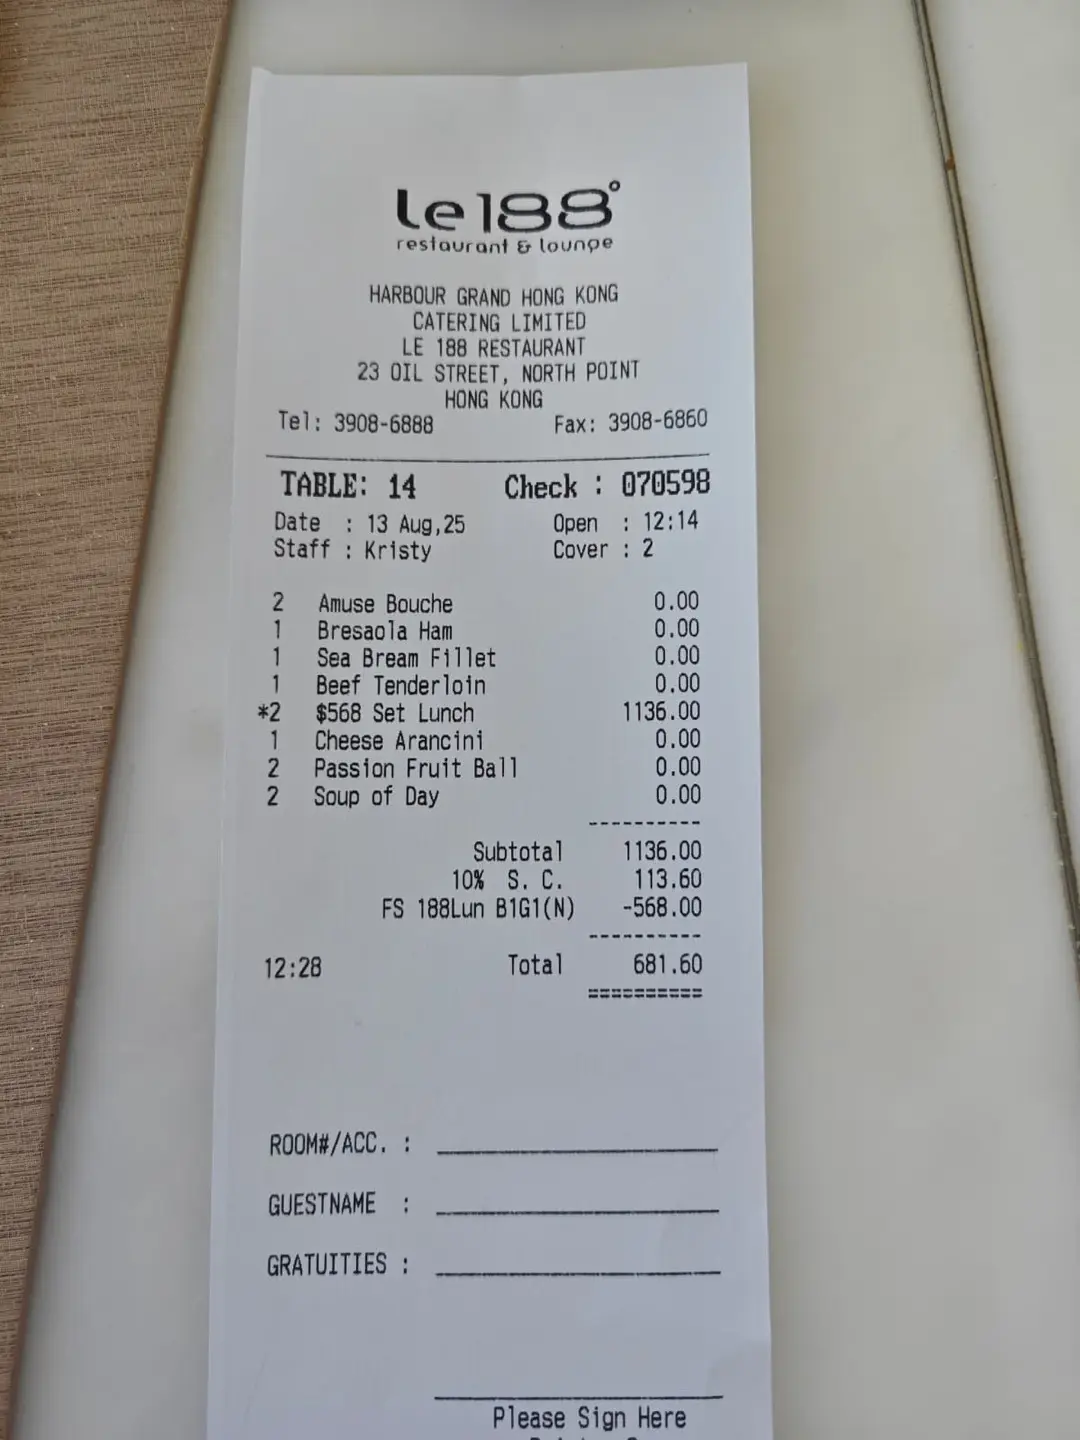 le 188°
restaurant & lounge
HARBOUR GRAND HONG KONG
CATERING LIMITED
LE 188 RESTAURANT
23 OIL STREET, NORTH POINT
HONG KONG
Tel: 3908-6888 Fax: 3908-6860
TABLE: 14 Check : 070598
Date : 13 Aug,25 Open : 12:14
Staff : Kristy Cover : 2
2 Amuse Bouche 0.00
1 Bresaola Ham 0.00
1 Sea Bream Fillet 0.00
1 Beef Tenderloin 0.00
*2 $568 Set Lunch 1136.00
1 Cheese Arancini 0.00
2 Passion Fruit Ball 0.00
2 Soup of Day 0.00
----------
Subtotal 1136.00
10% S. C. 113.60
FS 188Lun B1G1(N) -568.00
----------
12:28 Total 681.60
==========
ROOM#/ACC. :
GUESTNAME :
GRATUITIES :
Please Sign Here